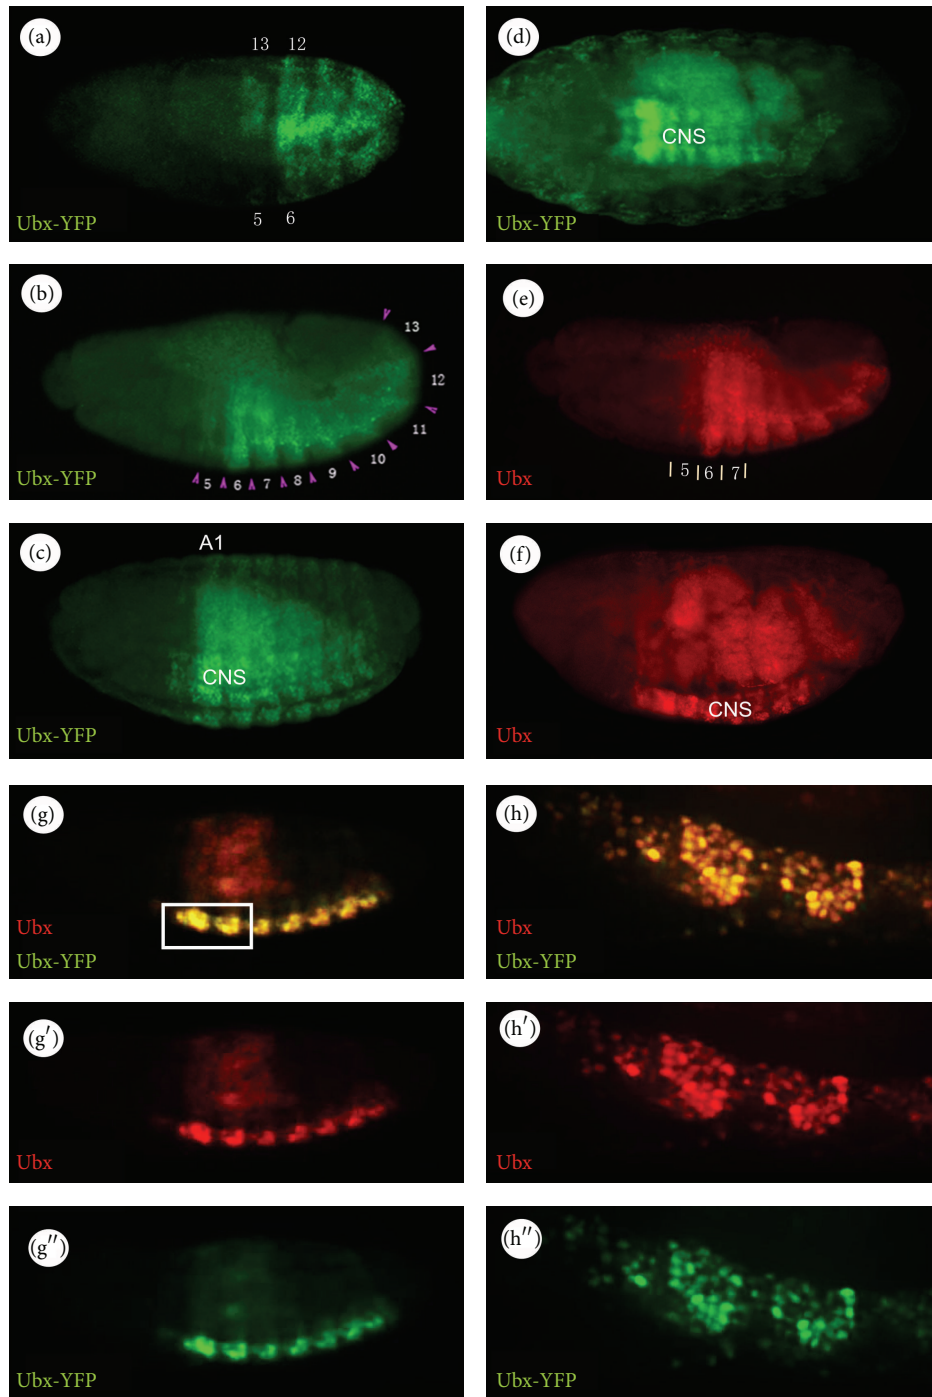 (a)
13 12
5 6
Ubx-YFP
(d)
CNS
Ubx-YFP
(b)
13
12
11
10
9
8
7
6
5
Ubx-YFP
(e)
5 6 7
Ubx
(c)
A1
CNS
Ubx-YFP
(f)
CNS
Ubx
(g)
Ubx
Ubx-YFP
(h)
Ubx
Ubx-YFP
(g′)
Ubx
(h′)
Ubx
(g″)
Ubx-YFP
(h″)
Ubx-YFP